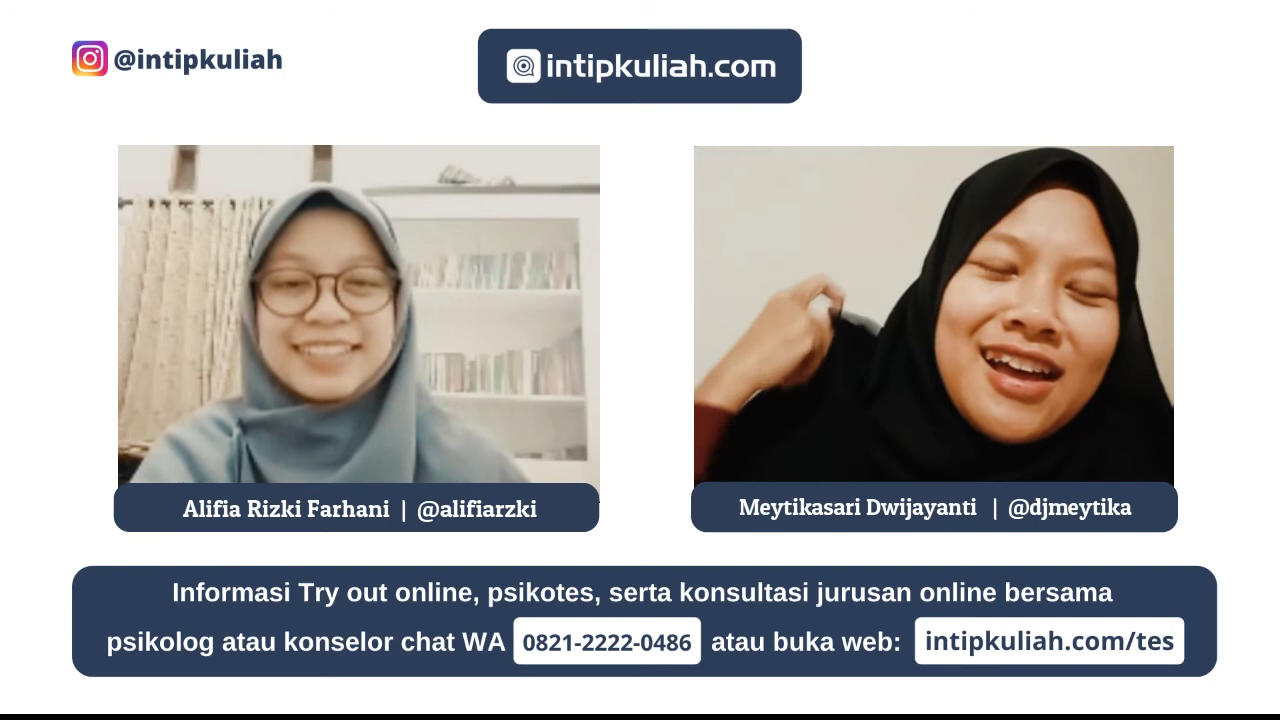 @intipkuliah
intipkuliah.com
Alifia Rizki Farhani | @alifiarzki
Meytikasari Dwijayanti | @djmeytika
Informasi Try out online, psikotes, serta konsultasi jurusan online bersama
psikolog atau konselor chat WA 0821-2222-0486 atau buka web: intipkuliah.com/tes